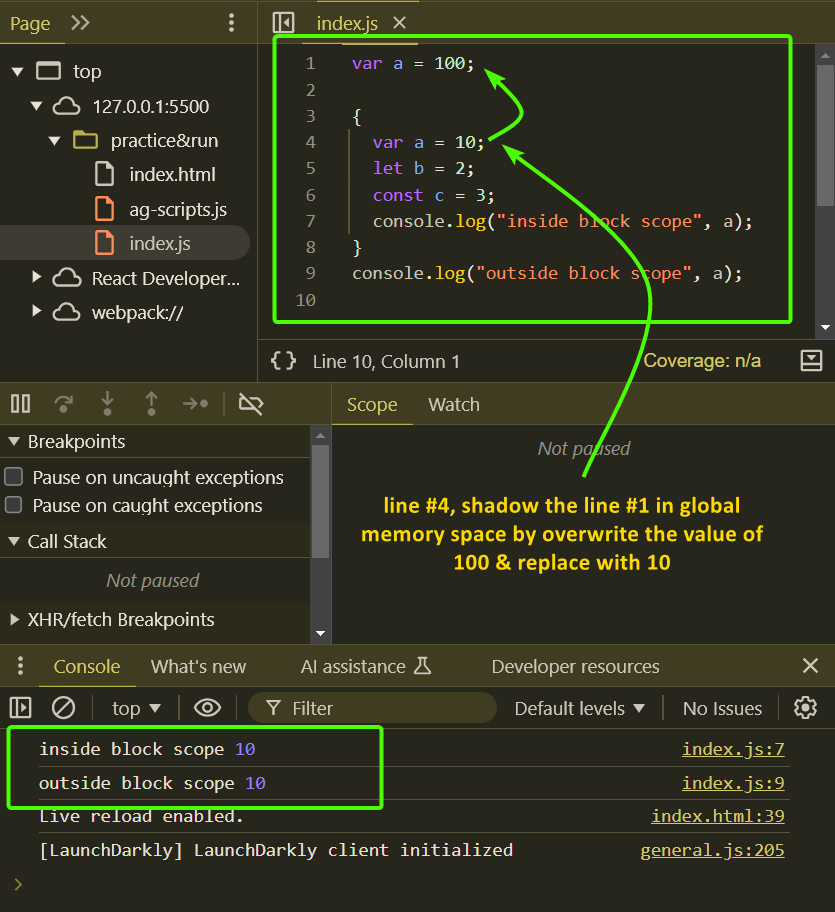 Page
index.js
top
127.0.0.1:5500
practice&run
index.html
ag-scripts.js
index.js
React Developer...
webpack://
1 var a = 100;
2
3 {
4 var a = 10;
5 let b = 2;
6 const c = 3;
7 console.log("inside block scope", a);
8 }
9 console.log("outside block scope", a);
10
{ } Line 10, Column 1 Coverage: n/a
Scope Watch
Breakpoints
Pause on uncaught exceptions
Pause on caught exceptions
Call Stack
Not paused
XHR/fetch Breakpoints
Not paused
line #4, shadow the line #1 in global
memory space by overwrite the value of
100 & replace with 10
Console What's new AI assistance Developer resources
top Filter Default levels No Issues
inside block scope 10 index.js:7
outside block scope 10 index.js:9
Live reload enabled. index.html:39
[LaunchDarkly] LaunchDarkly client initialized general.js:205